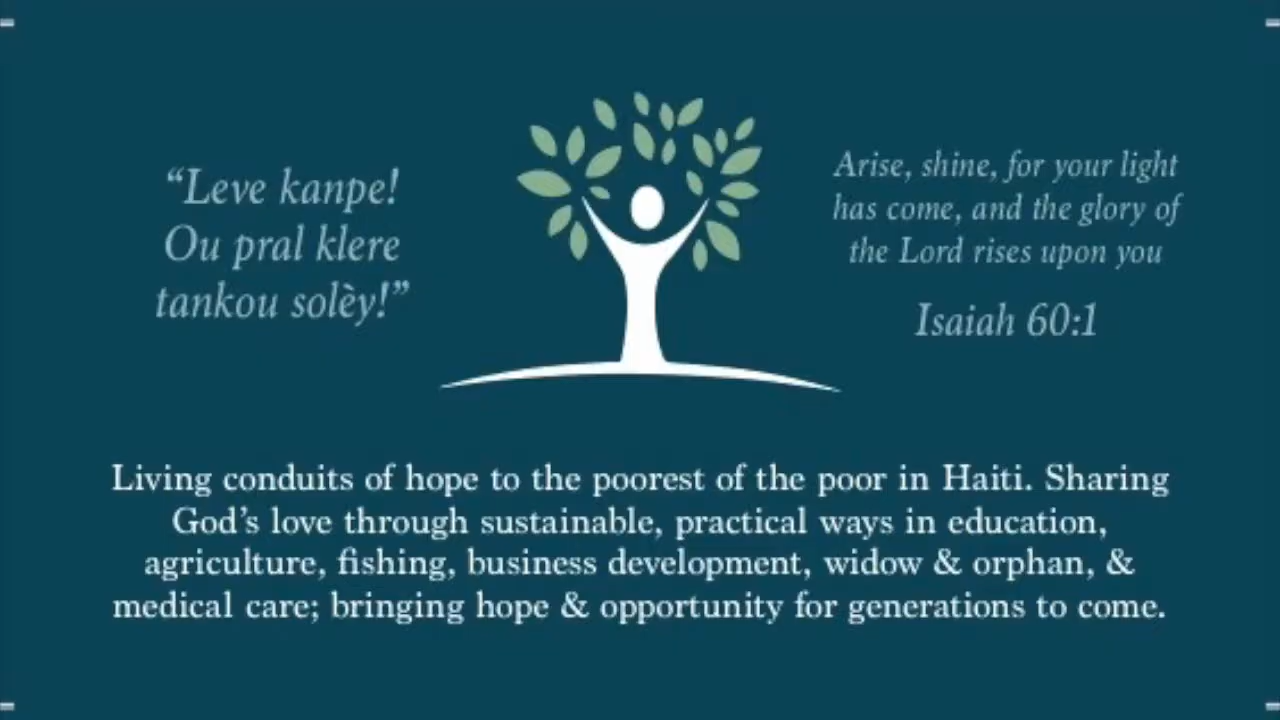 “Leve kanpe!
Ou pral klere
tankou solèy!”
Arise, shine, for your light
has come, and the glory of
the Lord rises upon you
Isaiah 60:1
Living conduits of hope to the poorest of the poor in Haiti. Sharing
God’s love through sustainable, practical ways in education,
agriculture, fishing, business development, widow & orphan, &
medical care; bringing hope & opportunity for generations to come.